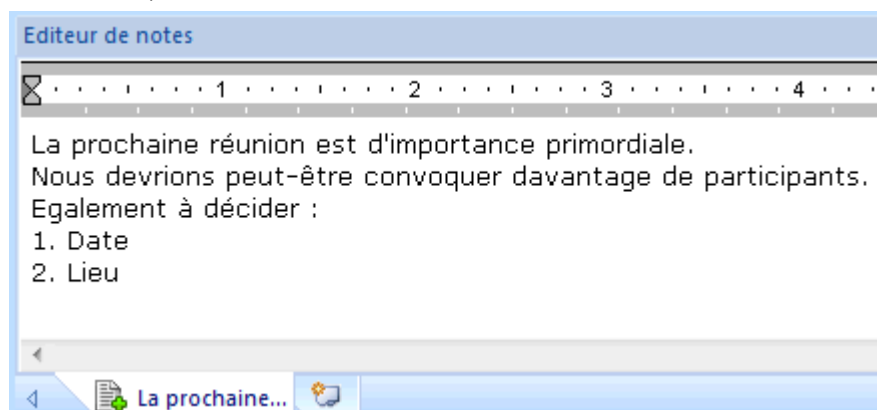 Editeur de notes
1 2 3 4
La prochaine réunion est d'importance primordiale.
Nous devrions peut-être convoquer davantage de participants.
Egalement à décider :
1. Date
2. Lieu
La prochaine...